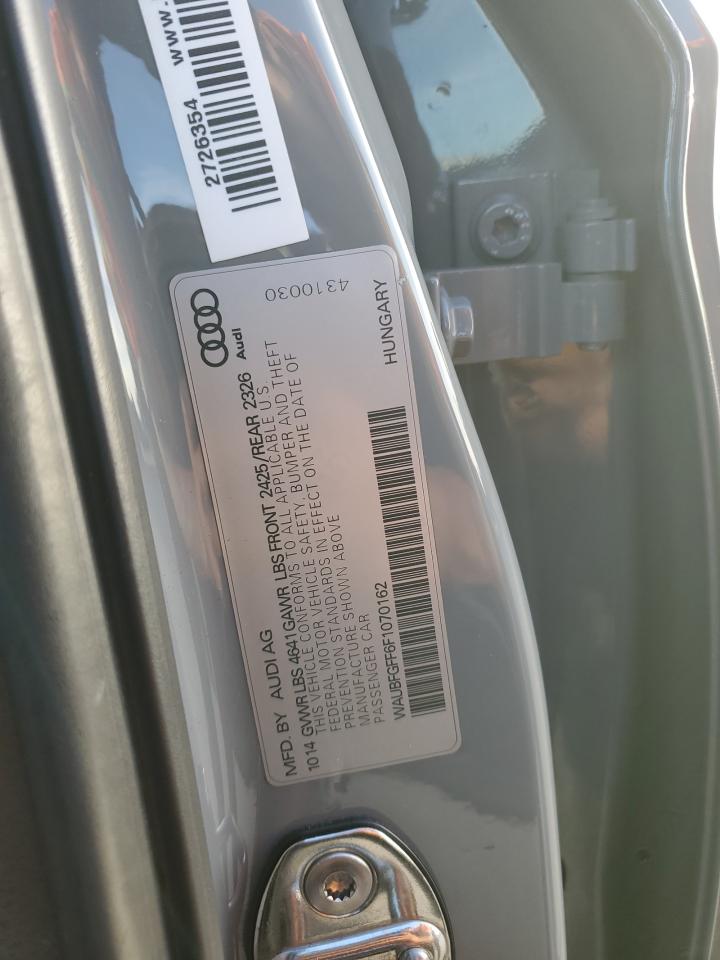 www.
2726354
Audi
4310030
MFD. BY AUDI AG
1014 GVWR LBS 4641 GAWR LBS FRONT 2425/REAR 2326
THIS VEHICLE CONFORMS TO ALL APPLICABLE U.S.
FEDERAL MOTOR VEHICLE SAFETY, BUMPER AND THEFT
PREVENTION STANDARDS IN EFFECT ON THE DATE OF
MANUFACTURE SHOWN ABOVE
PASSENGER CAR
WAUBFGFF6F1070162
HUNGARY